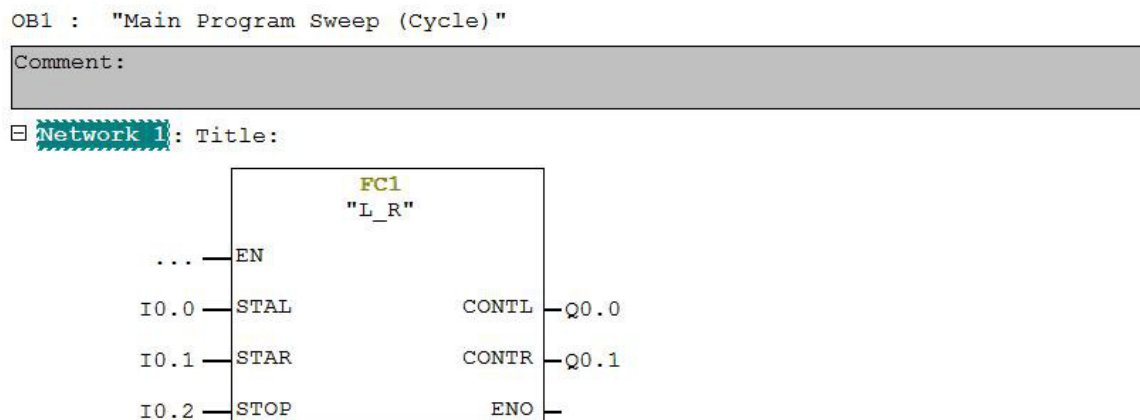 OB1 : "Main Program Sweep (Cycle)"
Comment:
Network 1: Title:
FC1
"L_R"
... EN
I0.0 STAL CONTL Q0.0
I0.1 STAR CONTR Q0.1
I0.2 STOP ENO